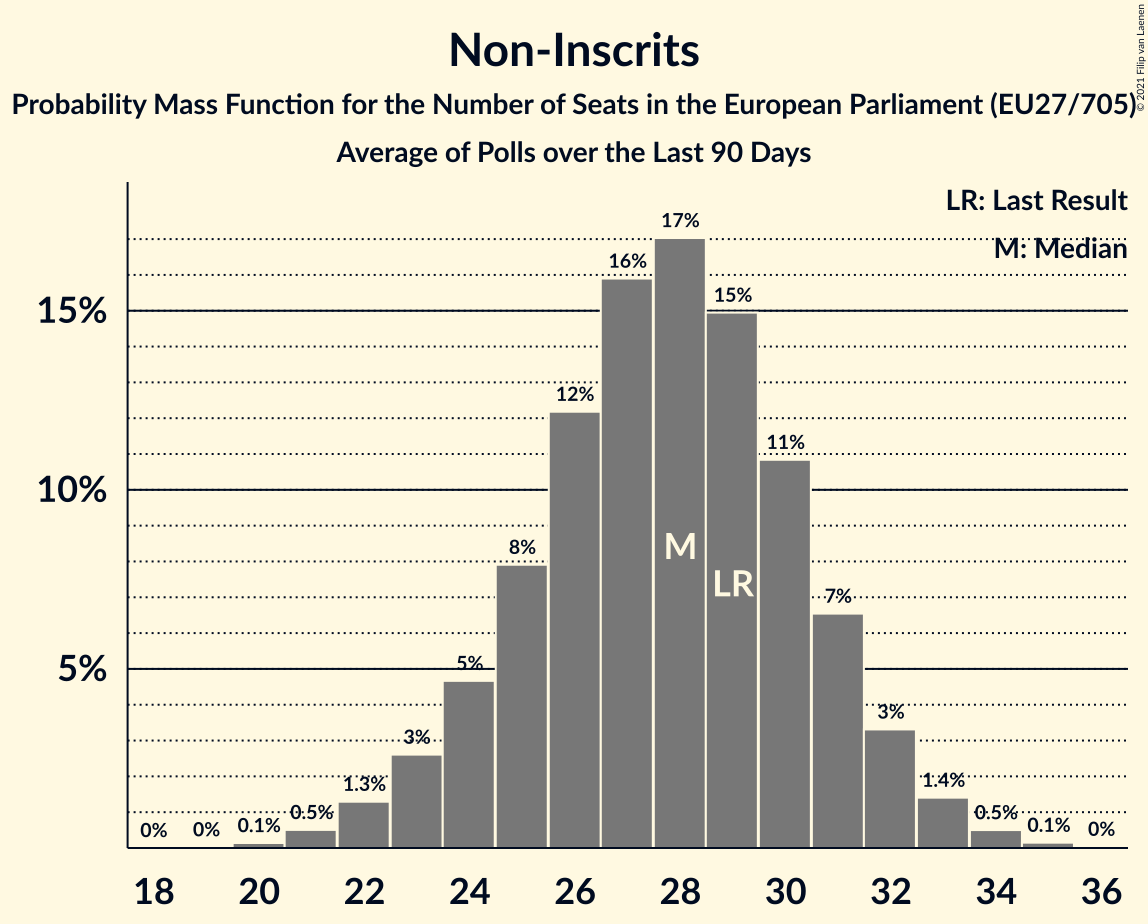 © 2021 Filip van Laenen
Non-Inscrits
Probability Mass Function for the Number of Seats in the European Parliament (EU27/705)
Average of Polls over the Last 90 Days
LR: Last Result
M: Median
17%
16%
15%
15%
12%
11%
10%
8%
M
LR
7%
5%
5%
3%
3%
1.3%
1.4%
0.5%
0.5%
0%
0%
0.1%
0.1%
0%
18 20 22 24 26 28 30 32 34 36